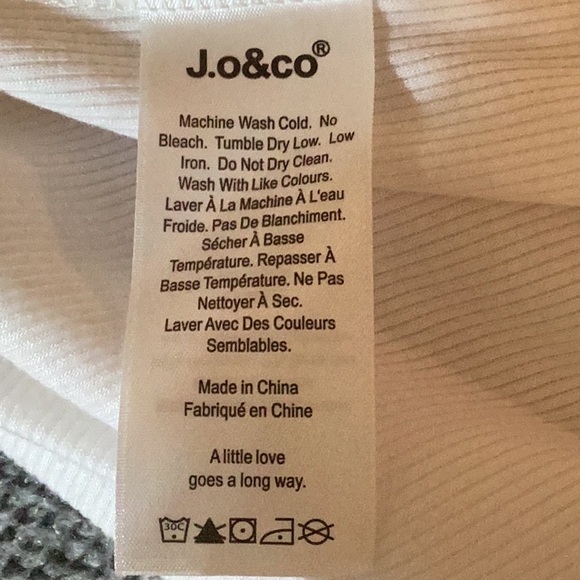 J.o&co®
Machine Wash Cold. No
Bleach. Tumble Dry Low. Low
Iron. Do Not Dry Clean.
Wash With Like Colours.
Laver À La Machine À L'eau
Froide. Pas De Blanchiment.
Sécher À Basse
Température. Repasser À
Basse Température. Ne Pas
Nettoyer À Sec.
Laver Avec Des Couleurs
Semblables.
Made in China
Fabriqué en Chine
A little love
goes a long way.
30C